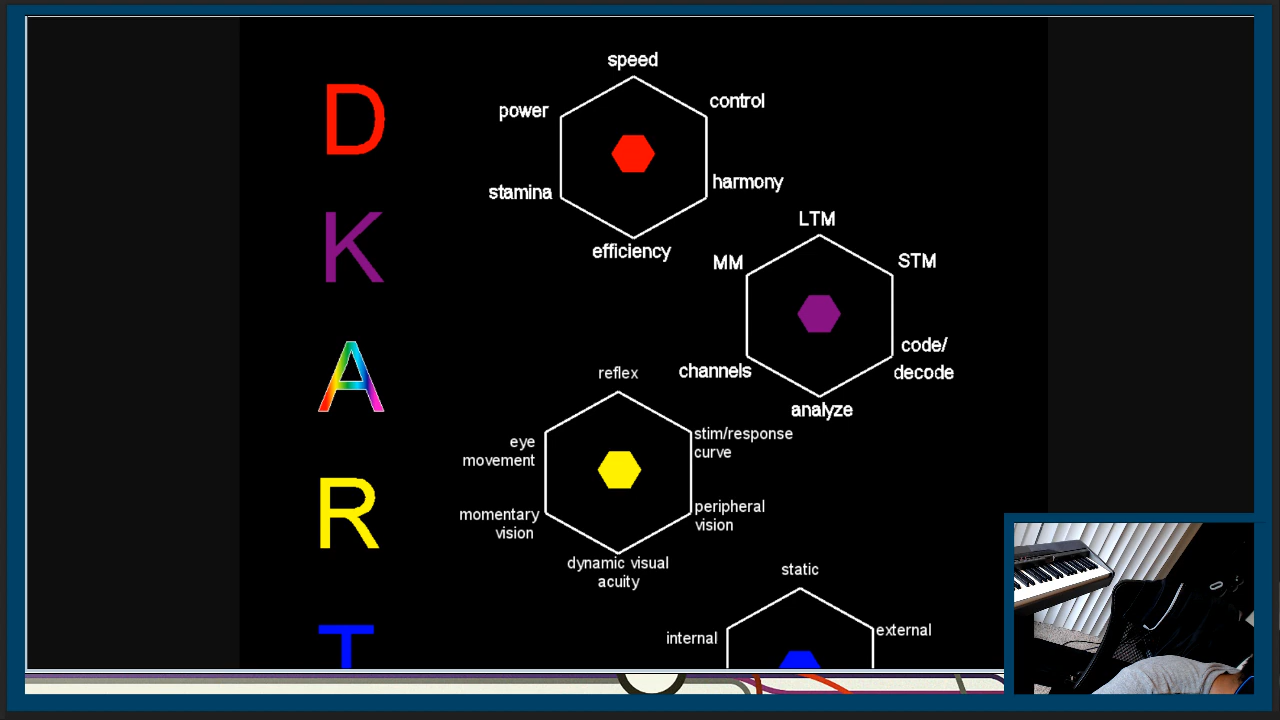 D
speed
power
control
stamina
harmony
efficiency
K
LTM
MM
STM
channels
code/
decode
analyze
A
reflex
eye
movement
stim/response
curve
R
momentary
vision
peripheral
vision
dynamic visual
acuity
T
static
internal
external